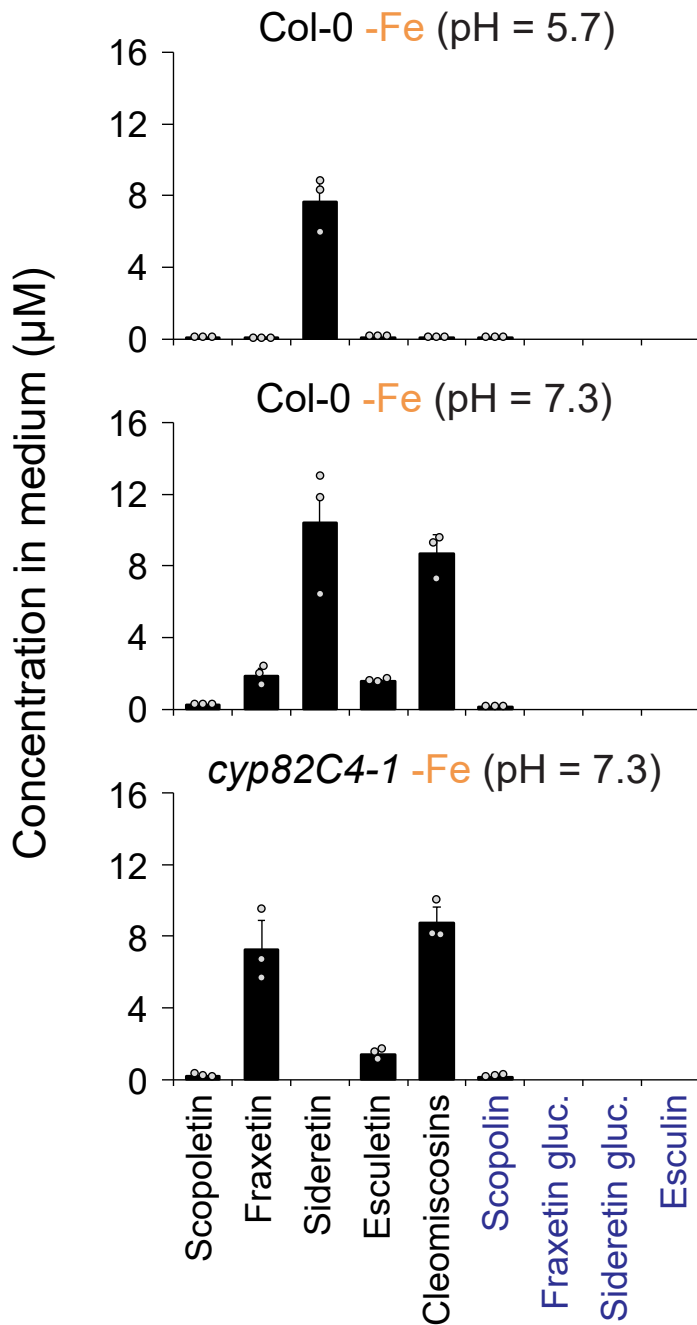 Col-0 -Fe (pH = 5.7)
16
12
8
4
0
Col-0 -Fe (pH = 7.3)
16
12
8
4
0
cyp82C4-1 -Fe (pH = 7.3)
16
12
8
4
0
Concentration in medium (µM)
Scopoletin
Fraxetin
Sideretin
Esculetin
Cleomiscosins
Scopolin
Fraxetin gluc.
Sideretin gluc.
Esculin